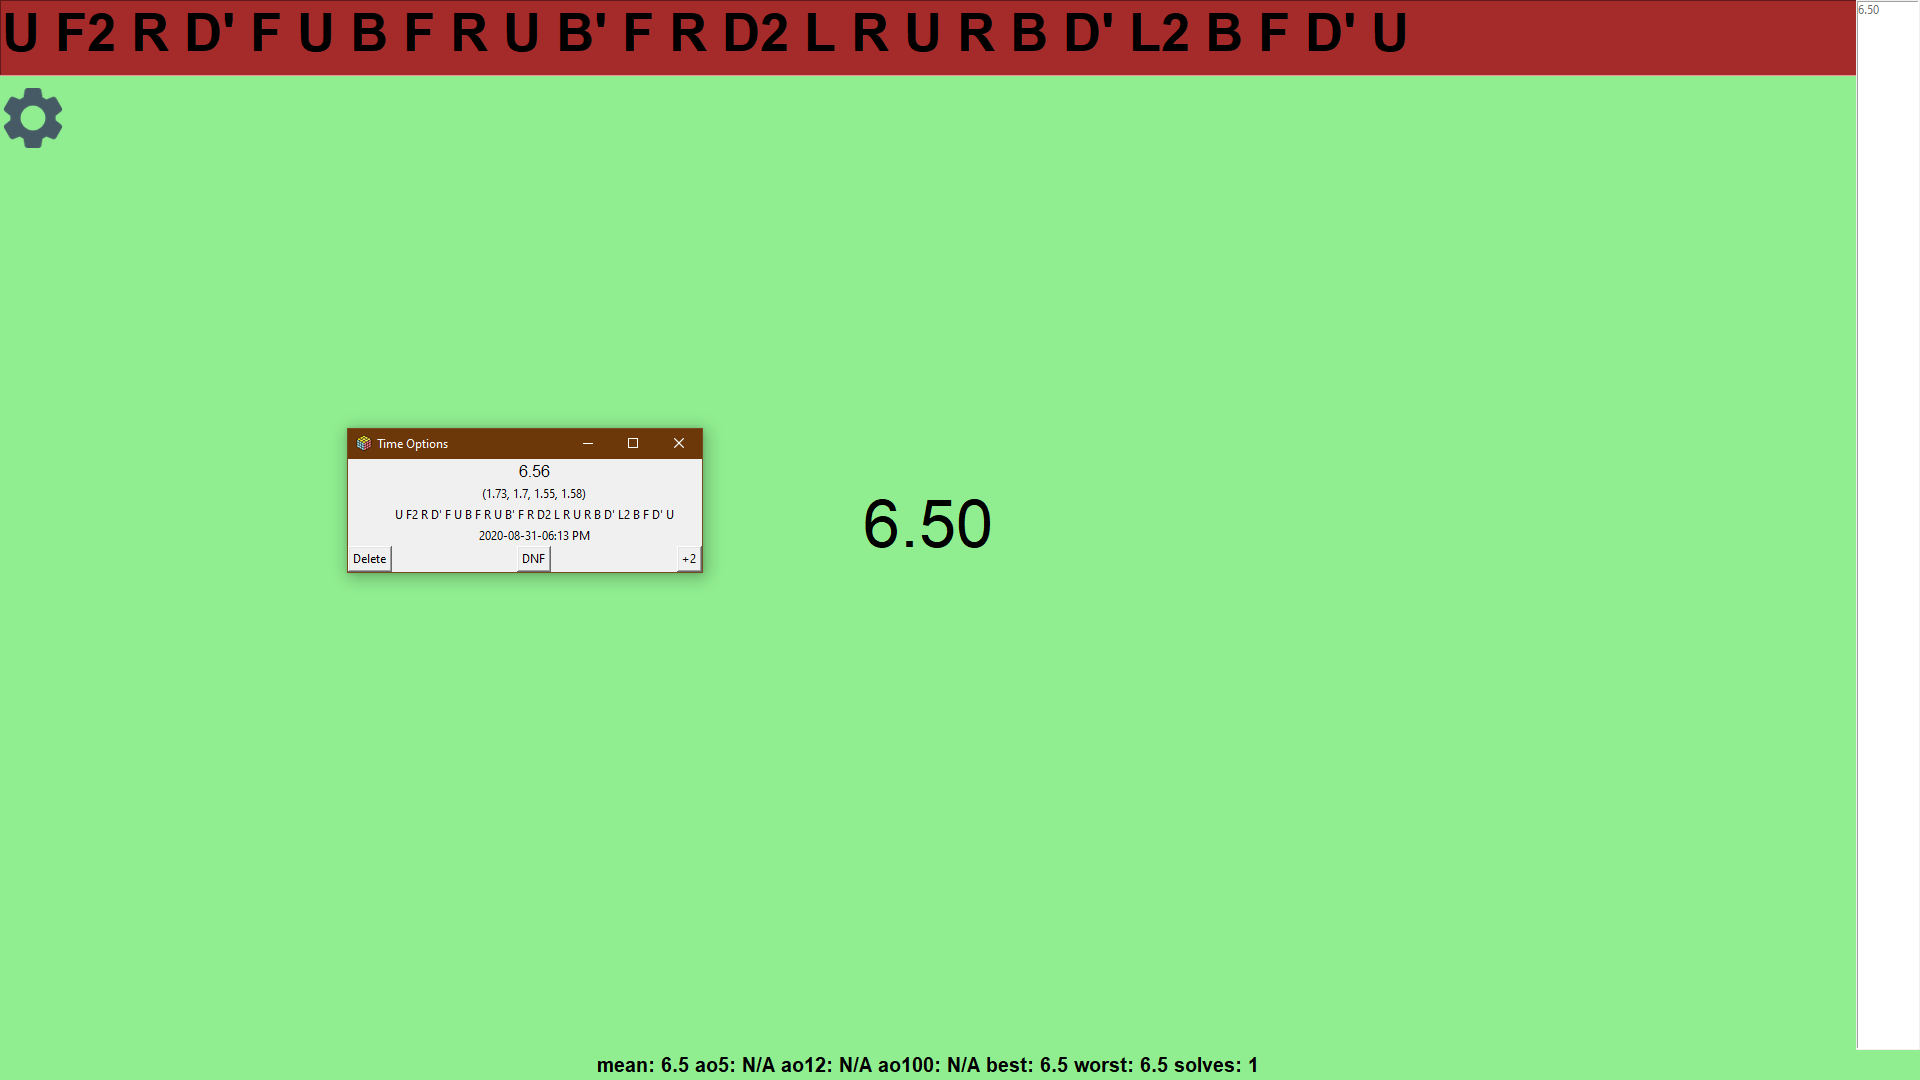 U F2 R D' F U B F R U B' F R D2 L R U R B D' L2 B F D' U
6.50
Time Options
6.56
(1.73, 1.7, 1.55, 1.58)
U F2 R D' F U B F R U B' F R D2 L R U R B D' L2 B F D' U
2020-08-31-06:13 PM
Delete DNF +2
6.50
mean: 6.5 ao5: N/A ao12: N/A ao100: N/A best: 6.5 worst: 6.5 solves: 1